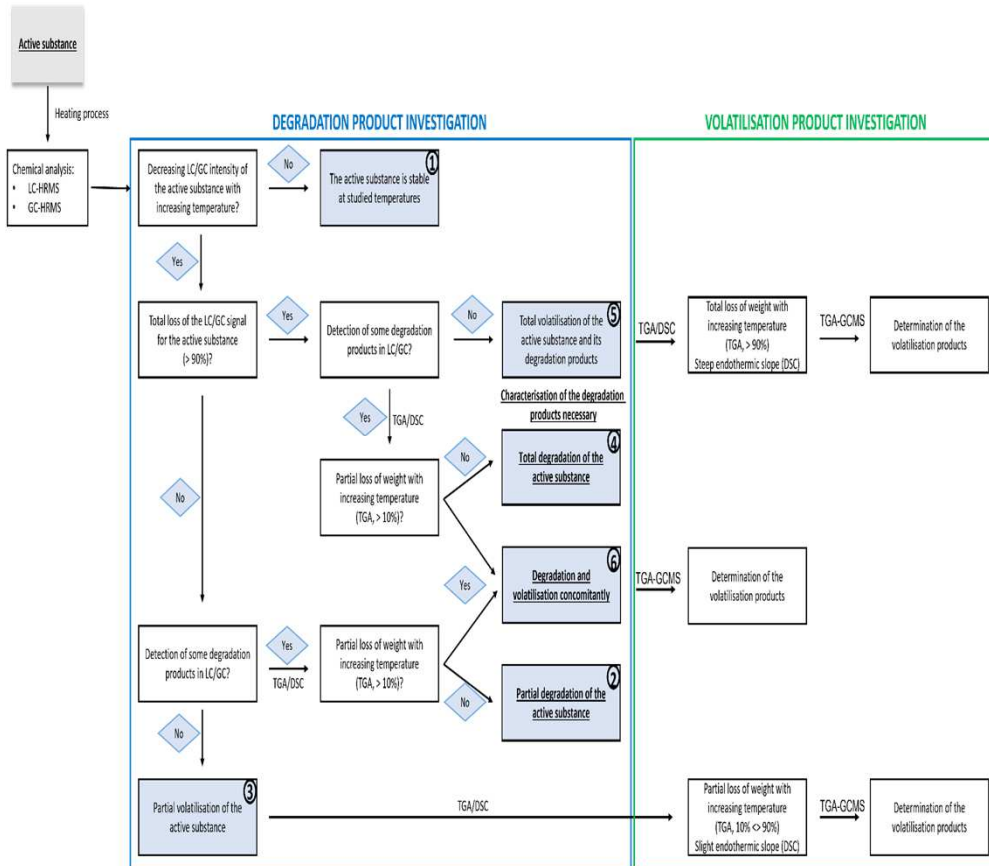 Active substance
Heating process
DEGRADATION PRODUCT INVESTIGATION
VOLATILISATION PRODUCT INVESTIGATION
Chemical analysis:
• LC-HRMS
• GC-HRMS
Decreasing LC/GC intensity of
the active substance with
increasing temperature?
No
1
The active substance is stable
at studied temperatures
Yes
Total loss of the LC/GC signal
for the active substance
(> 90%)?
Yes
Detection of some degradation
products in LC/GC?
No
5
Total volatilisation of the
active substance and its
degradation products
TGA/DSC
Total loss of weight with
increasing temperature
(TGA, > 90%)
Steep endothermic slope (DSC)
TGA-GCMS
Determination of the
volatilisation products
Characterisation of the degradation
products necessary
Yes
TGA/DSC
No
Partial loss of weight with
increasing temperature
(TGA, > 10%)?
No
4
Total degradation of the
active substance
Yes
6
Degradation and
volatilisation concomitantly
TGA-GCMS
Determination of the
volatilisation products
Detection of some degradation
products in LC/GC?
Yes
TGA/DSC
Partial loss of weight with
increasing temperature
(TGA, > 10%)?
No
2
Partial degradation of the
active substance
No
3
Partial volatilisation of the
active substance
TGA/DSC
Partial loss of weight with
increasing temperature
(TGA, 10% <> 90%)
Slight endothermic slope (DSC)
TGA-GCMS
Determination of the
volatilisation products